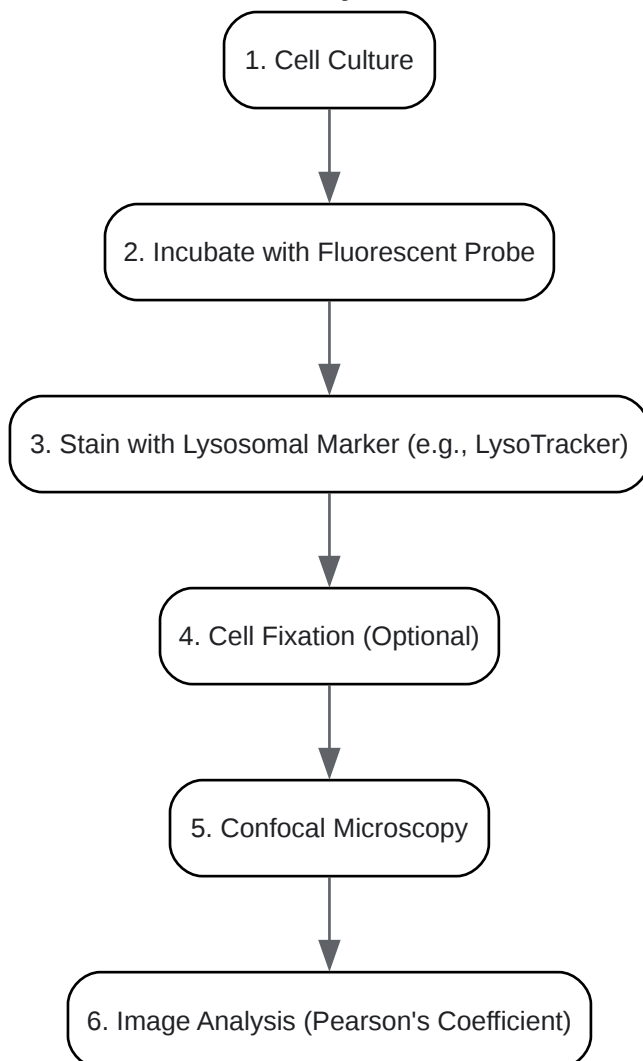 1. Cell Culture
2. Incubate with Fluorescent Probe
3. Stain with Lysosomal Marker (e.g., LysoTracker)
4. Cell Fixation (Optional)
5. Confocal Microscopy
6. Image Analysis (Pearson's Coefficient)